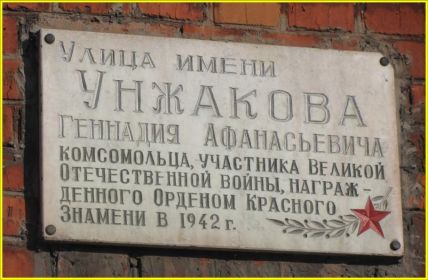 УЛИЦА ИМЕНИ
УНЖАКОВА
ГЕННАДИЯ АФАНАСЬЕВИЧА
КОМСОМОЛЬЦА, УЧАСТНИКА ВЕЛИКОЙ
ОТЕЧЕСТВЕННОЙ ВОЙНЫ, НАГРАЖ-
ДЕННОГО ОРДЕНОМ КРАСНОГО
ЗНАМЕНИ В 1942 г.